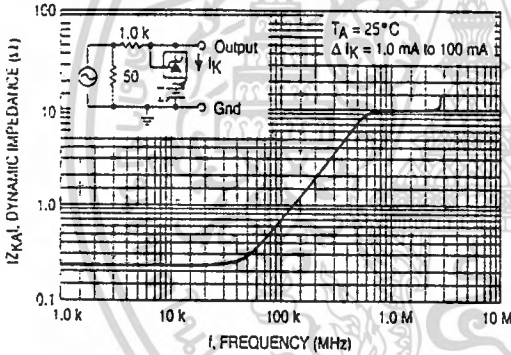 100
10
1.0
0.1
|ZKA|, DYNAMIC IMPEDANCE (Ω)
1.0 k
50
Output
IK
Gnd
TA = 25°C
Δ IK = 1.0 mA to 100 mA
1.0 k
10 k
100 k
1.0 M
10 M
f, FREQUENCY (MHz)